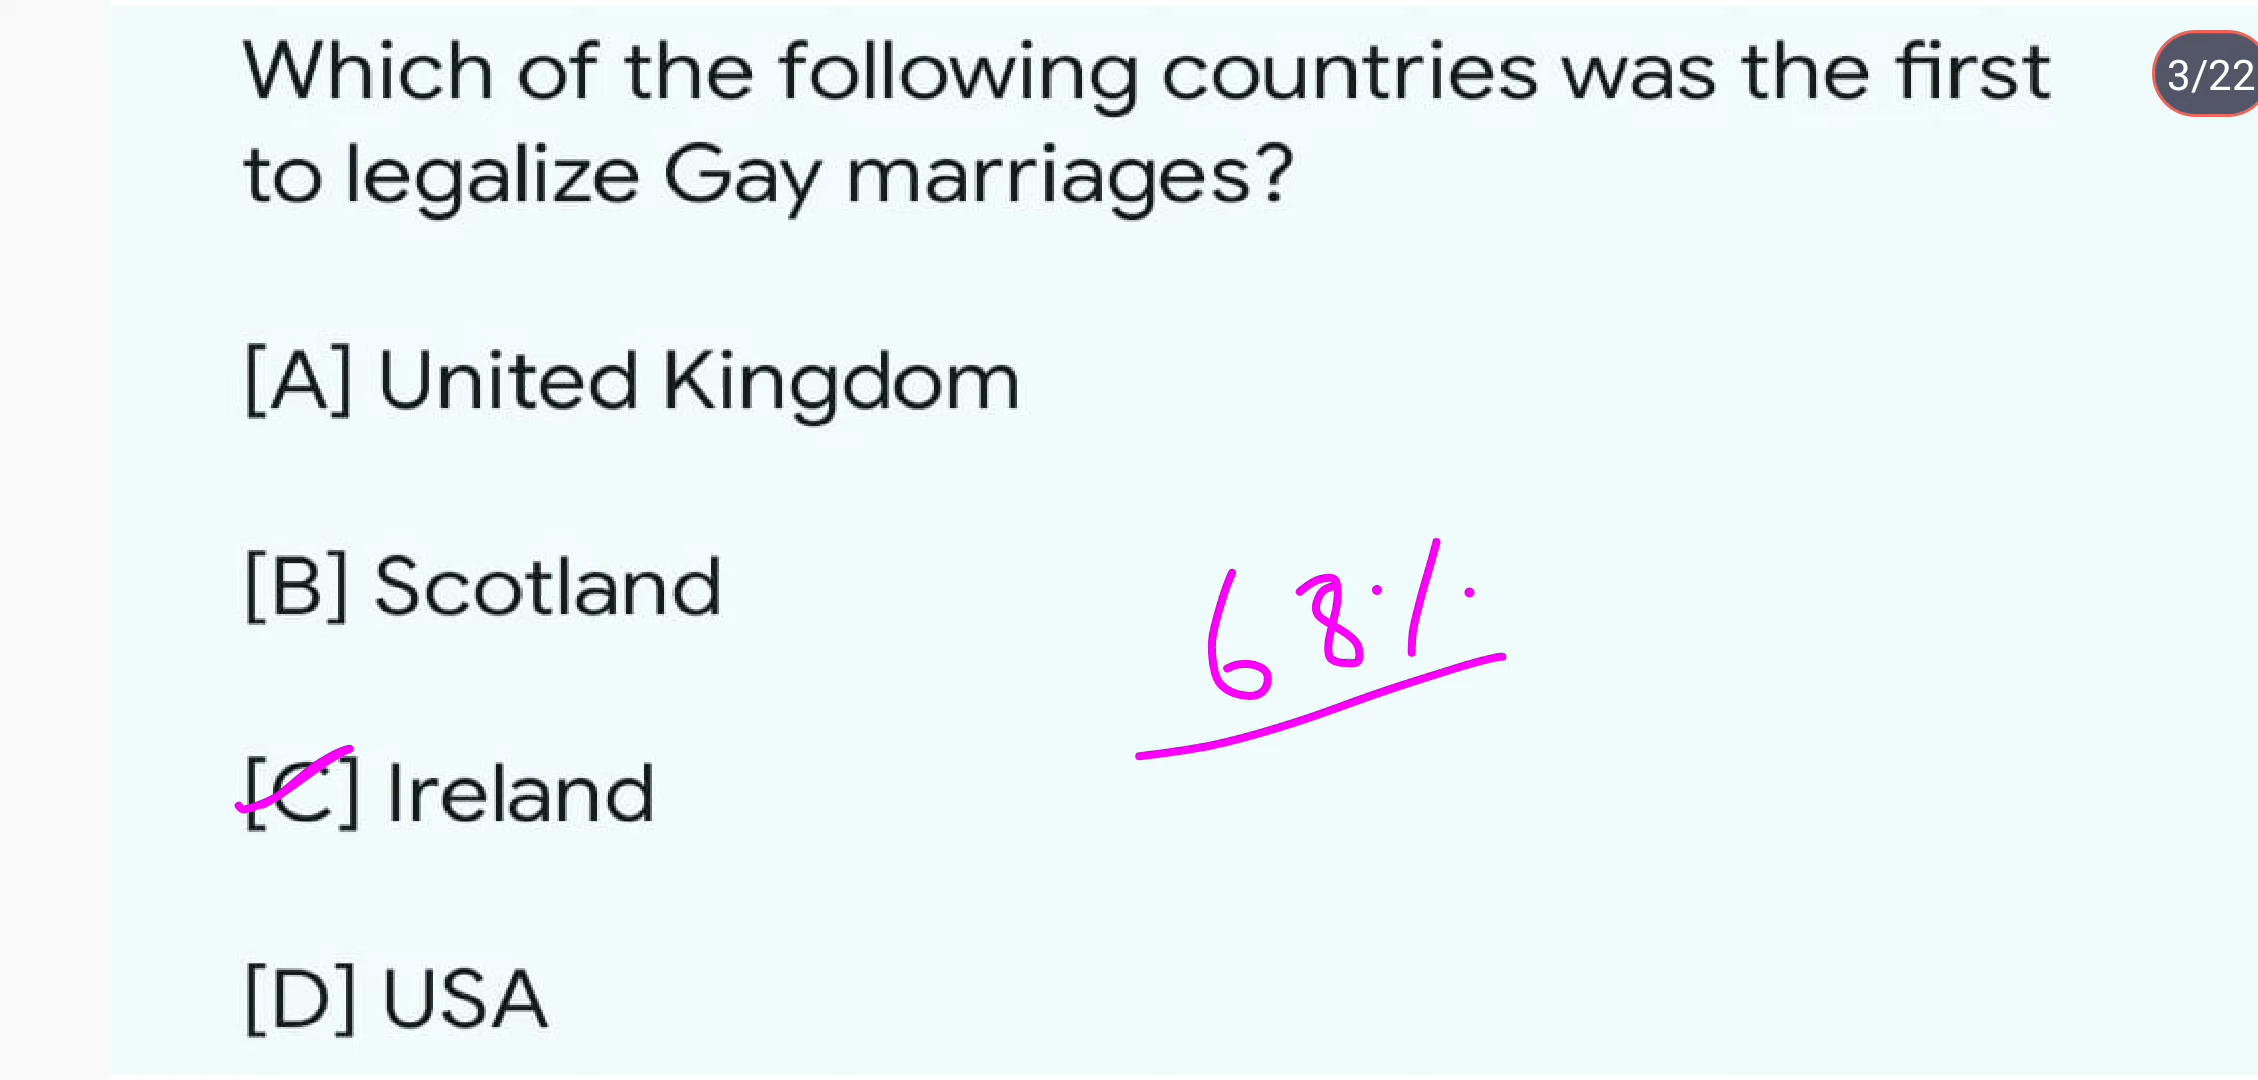 Which of the following countries was the first
3/22
to legalize Gay marriages?
[A] United Kingdom
[B] Scotland
68%
[C] Ireland
[D] USA